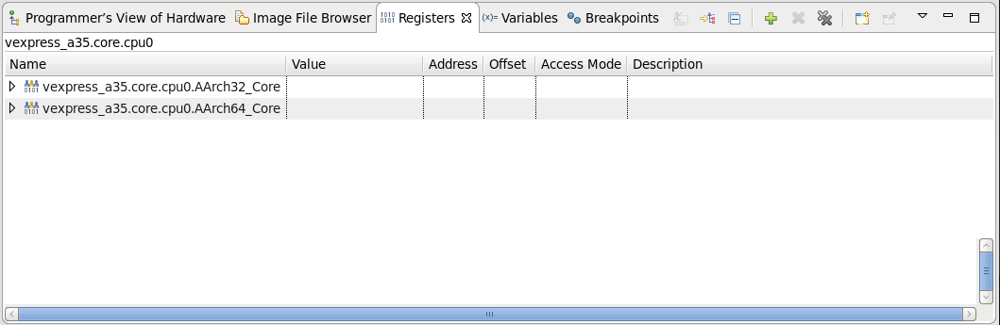 Programmer's View of Hardware Image File Browser Registers (x)= Variables Breakpoints
vexpress_a35.core.cpu0
Name Value Address Offset Access Mode Description
vexpress_a35.core.cpu0.AArch32_Core
vexpress_a35.core.cpu0.AArch64_Core